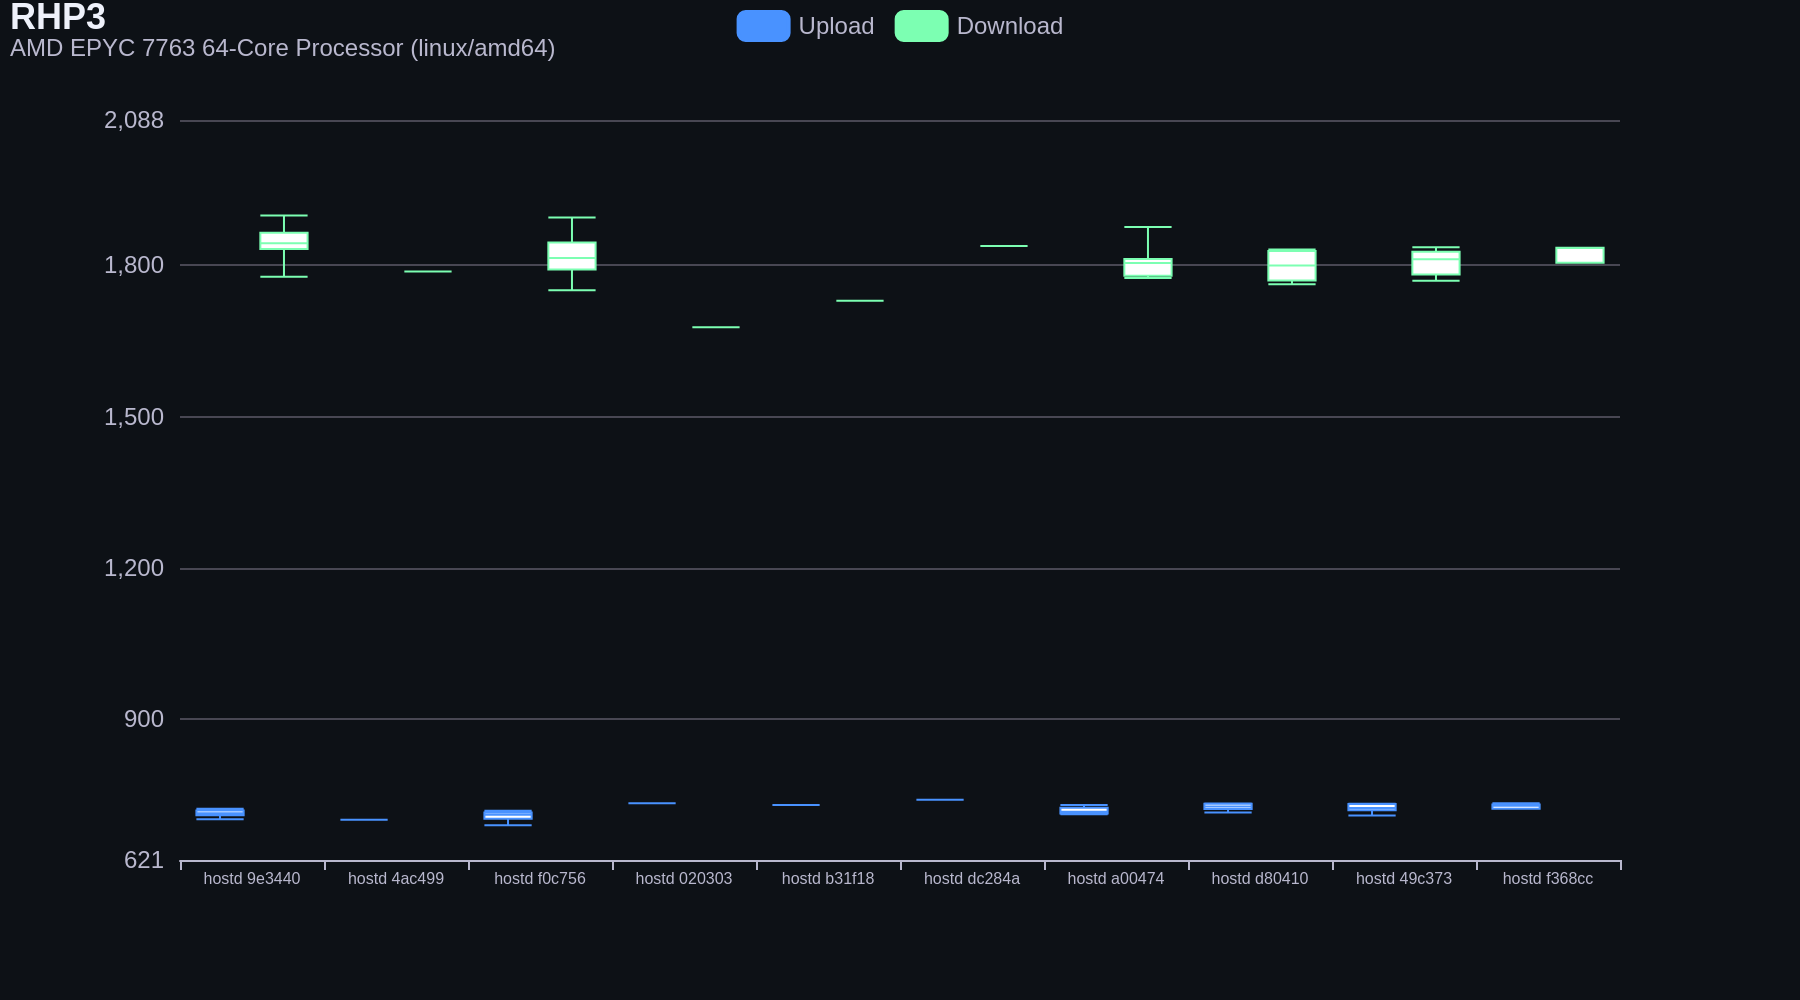 RHP3
AMD EPYC 7763 64-Core Processor (linux/amd64)
Upload
Download
2,088
1,800
1,500
1,200
900
621
hostd 9e3440
hostd 4ac499
hostd f0c756
hostd 020303
hostd b31f18
hostd dc284a
hostd a00474
hostd d80410
hostd 49c373
hostd f368cc